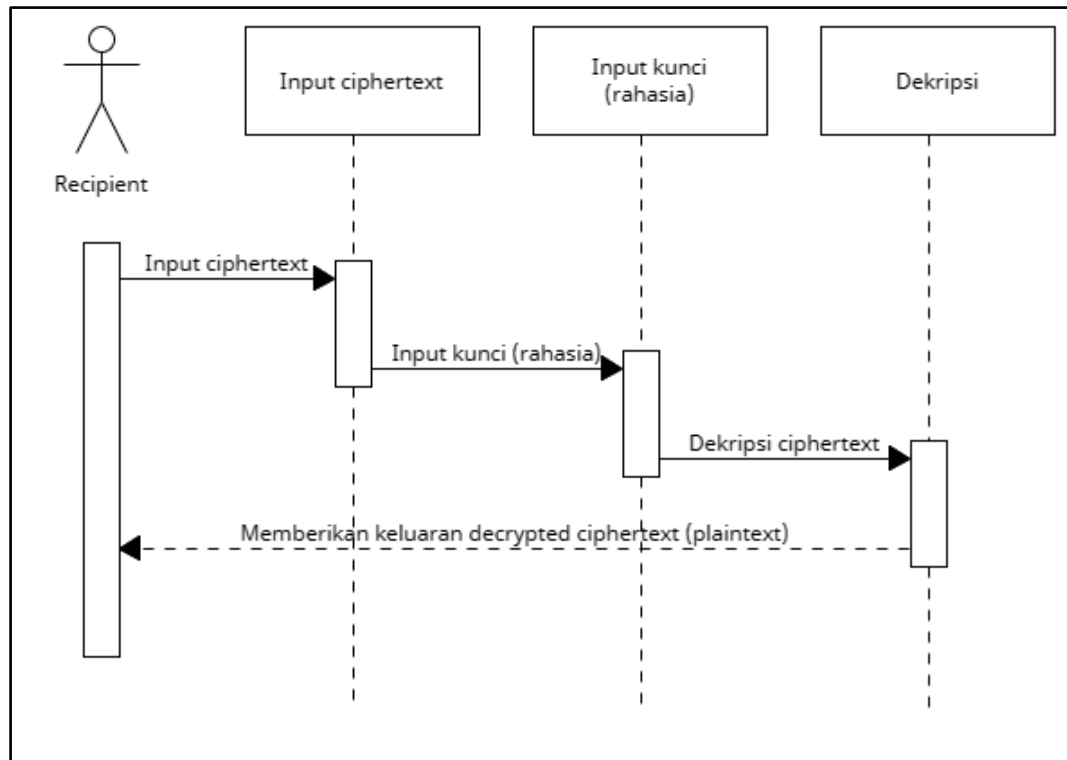 Input ciphertext
Input kunci
(rahasia)
Dekripsi
Recipient
Input ciphertext
Input kunci (rahasia)
Dekripsi ciphertext
Memberikan keluaran decrypted ciphertext (plaintext)